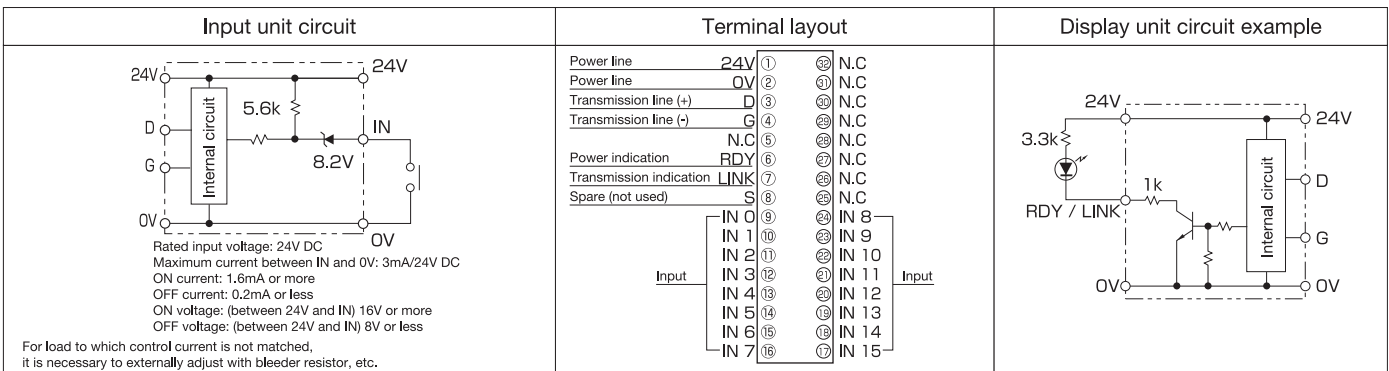 Input unit circuit
24V
24V
5.6k
D
IN
Internal circuit
8.2V
G
0V
0V
Rated input voltage: 24V DC
Maximum current between IN and 0V: 3mA/24V DC
ON current: 1.6mA or more
OFF current: 0.2mA or less
ON voltage: (between 24V and IN) 16V or more
OFF voltage: (between 24V and IN) 8V or less
For load to which control current is not matched,
it is necessary to externally adjust with bleeder resistor, etc.
Terminal layout
Power line 24V ① ㉜ N.C
Power line 0V ② ㉛ N.C
Transmission line (+) D ③ ㉚ N.C
Transmission line (-) G ④ ㉙ N.C
N.C ⑤ ㉘ N.C
Power indication RDY ⑥ ㉗ N.C
Transmission indication LINK ⑦ ㉖ N.C
Spare (not used) S ⑧ ㉕ N.C
IN 0 ⑨ ㉔ IN 8
IN 1 ⑩ ㉓ IN 9
IN 2 ⑪ ㉒ IN 10
Input IN 3 ⑫ ㉑ IN 11 Input
IN 4 ⑬ ⑳ IN 12
IN 5 ⑭ ⑲ IN 13
IN 6 ⑮ ⑱ IN 14
IN 7 ⑯ ⑰ IN 15
Display unit circuit example
24V
24V
3.3k
Internal circuit
1k
D
RDY / LINK
G
0V
0V